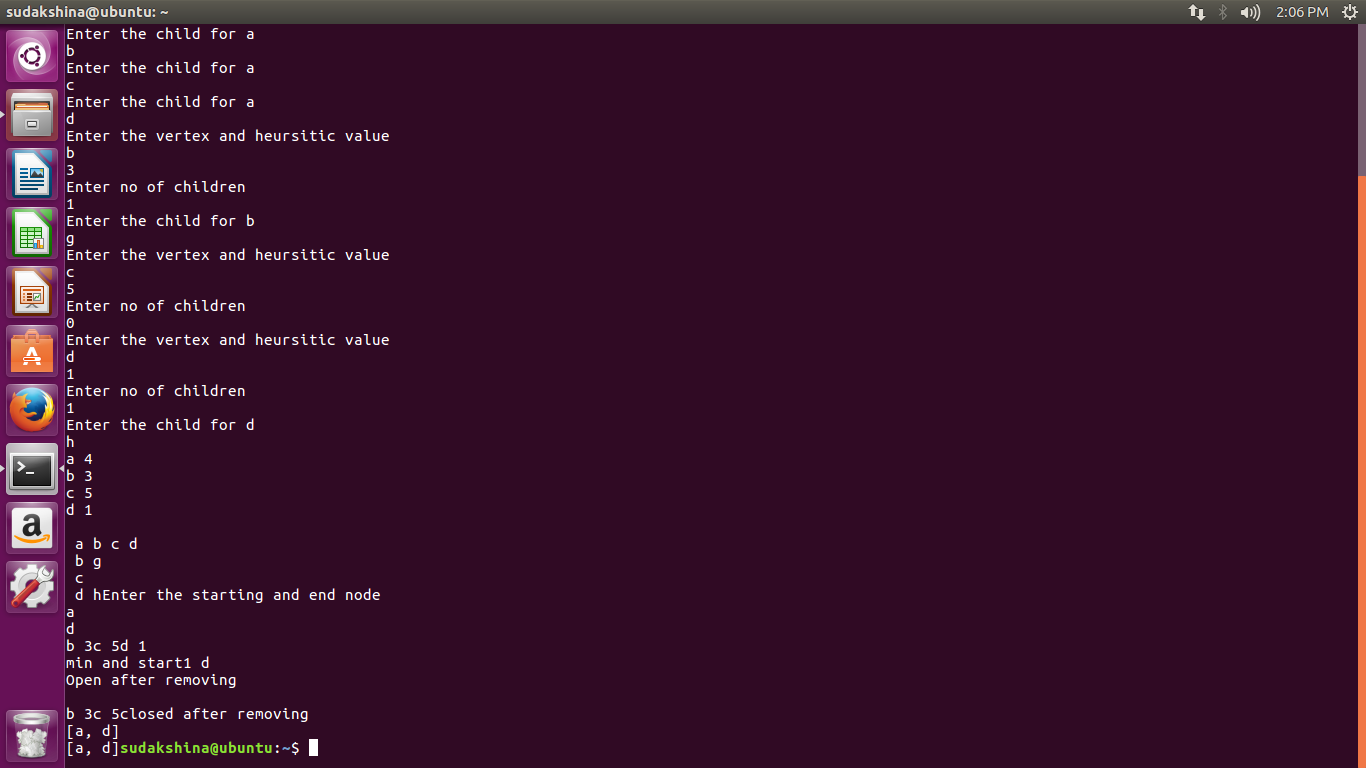 sudakshina@ubuntu: ~
2:06 PM
Enter the child for a
b
Enter the child for a
c
Enter the child for a
d
Enter the vertex and heursitic value
b
3
Enter no of children
1
Enter the child for b
g
Enter the vertex and heursitic value
c
5
Enter no of children
0
Enter the vertex and heursitic value
d
1
Enter no of children
1
Enter the child for d
h
a 4
b 3
c 5
d 1
a b c d
b g
c
d hEnter the starting and end node
a
d
b 3c 5d 1
min and start1 d
Open after removing
b 3c 5closed after removing
[a, d]
[a, d]sudakshina@ubuntu:~$